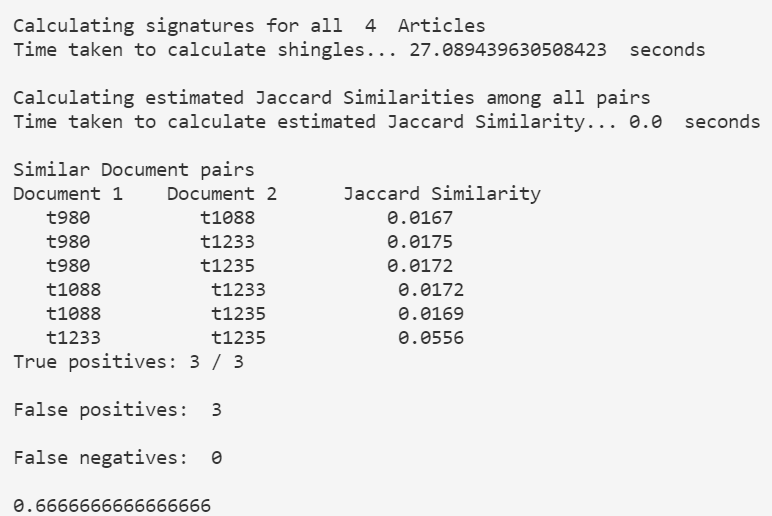 Calculating signatures for all  4  Articles
Time taken to calculate shingles... 27.089439630508423  seconds
Calculating estimated Jaccard Similarities among all pairs
Time taken to calculate estimated Jaccard Similarity... 0.0  seconds
Similar Document pairs
Document 1    Document 2      Jaccard Similarity
   t980          t1088            0.0167
   t980          t1233            0.0175
   t980          t1235            0.0172
   t1088          t1233            0.0172
   t1088          t1235            0.0169
   t1233          t1235            0.0556
True positives: 3 / 3
False positives:  3
False negatives:  0
0.6666666666666666